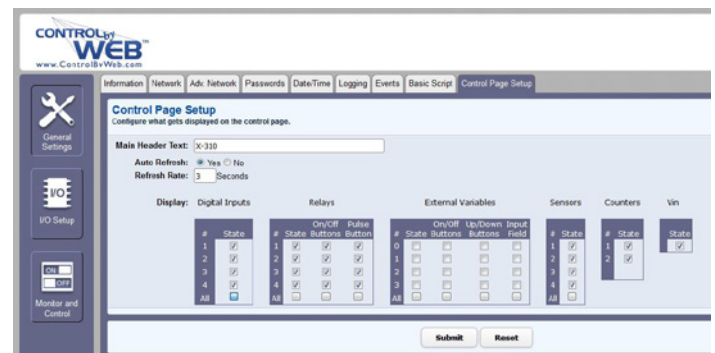 CONTROL by
WEB™
www.ControlByWeb.com
Information Network Adv. Network Passwords Date/Time Logging Events Basic Script Control Page Setup
General
Settings
I/O
I/O Setup
ON
OFF
Monitor and
Control
Control Page Setup
Configure what gets displayed on the control page.
Main Header Text: X-310
Auto Refresh: Yes No
Refresh Rate: 3 Seconds
Display: Digital Inputs Relays External Variables Sensors Counters Vin
# State
1
2
3
4
All
# State On/Off Buttons Pulse Button
1
2
3
4
All
# State On/Off Buttons Up/Down Buttons Input Field
0
1
2
3
All
# State
1
2
3
4
All
# State
1
2
State
Submit Reset